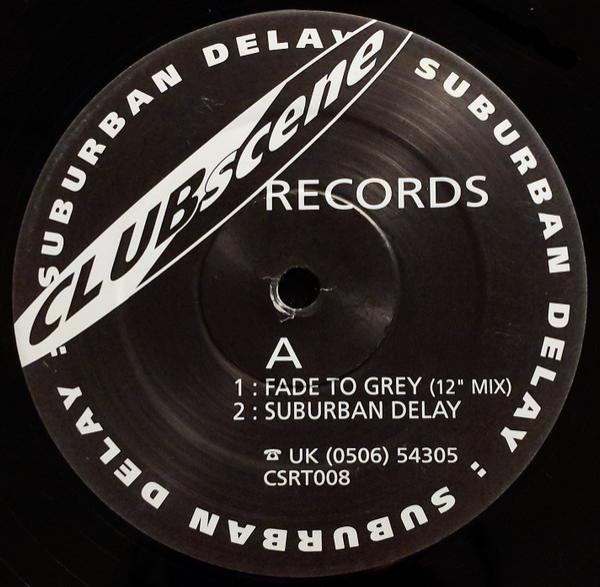 SUBURBAN DELAY : SUBURBAN DELAY : SUBURBAN DELAY :
CLUBscene
RECORDS
A
1 : FADE TO GREY (12" MIX)
2 : SUBURBAN DELAY
☎ UK (0506) 54305
CSRT008